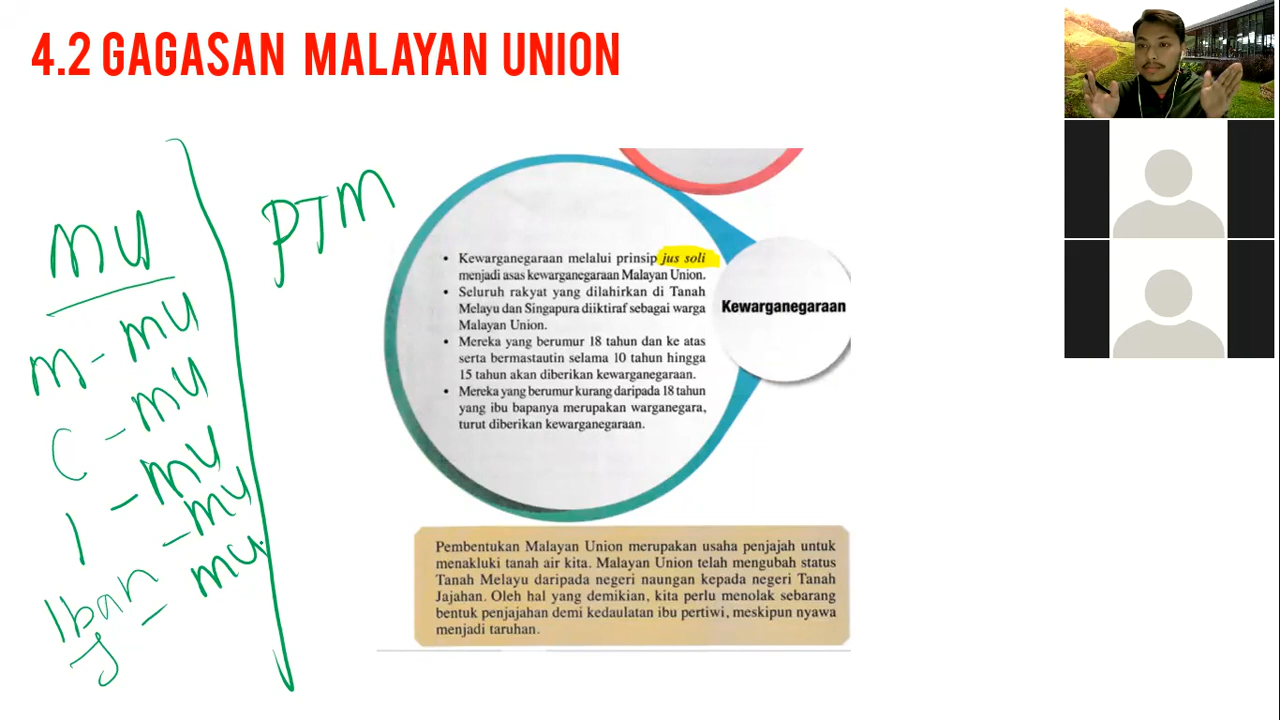 4.2 GAGASAN MALAYAN UNION
MU
M - MU
C - MU
I - MU
Iban - MU
J - MU
PTM
• Kewarganegaraan melalui prinsip jus soli
menjadi asas kewarganegaraan Malayan Union.
• Seluruh rakyat yang dilahirkan di Tanah
Melayu dan Singapura diiktiraf sebagai warga
Malayan Union.
• Mereka yang berumur 18 tahun dan ke atas
serta bermastautin selama 10 tahun hingga
15 tahun akan diberikan kewarganegaraan.
• Mereka yang berumur kurang daripada 18 tahun
yang ibu bapanya merupakan warganegara,
turut diberikan kewarganegaraan.
Kewarganegaraan
Pembentukan Malayan Union merupakan usaha penjajah untuk
menakluki tanah air kita. Malayan Union telah mengubah status
Tanah Melayu daripada negeri naungan kepada negeri Tanah
Jajahan. Oleh hal yang demikian, kita perlu menolak sebarang
bentuk penjajahan demi kedaulatan ibu pertiwi, meskipun nyawa
menjadi taruhan.